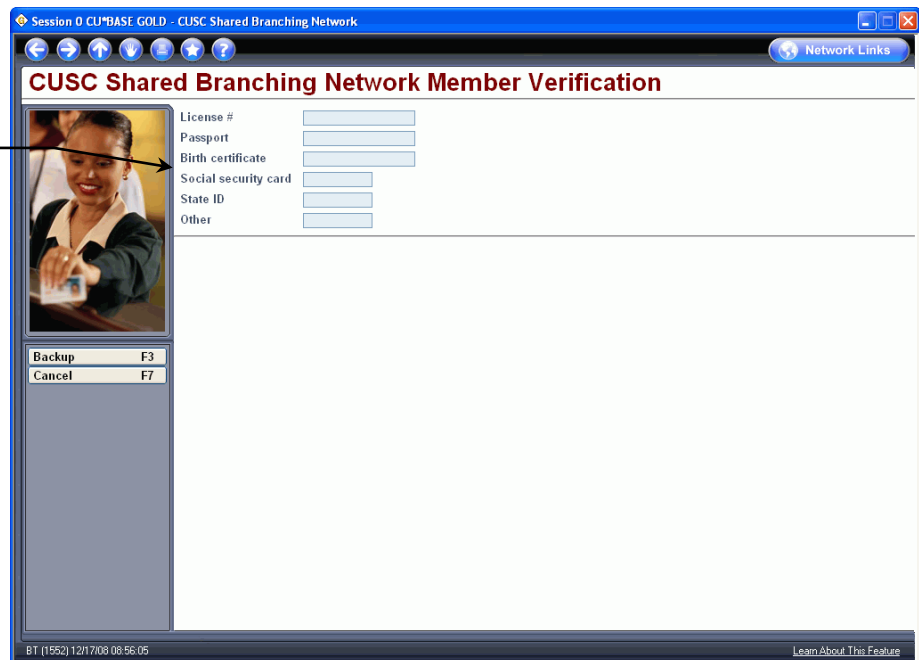 Session 0 CU*BASE GOLD - CUSC Shared Branching Network
Network Links
CUSC Shared Branching Network Member Verification
License #
Passport
Birth certificate
Social security card
State ID
Other
Backup F3
Cancel F7
BT (1552) 12/17/08 08:56:05
Learn About This Feature